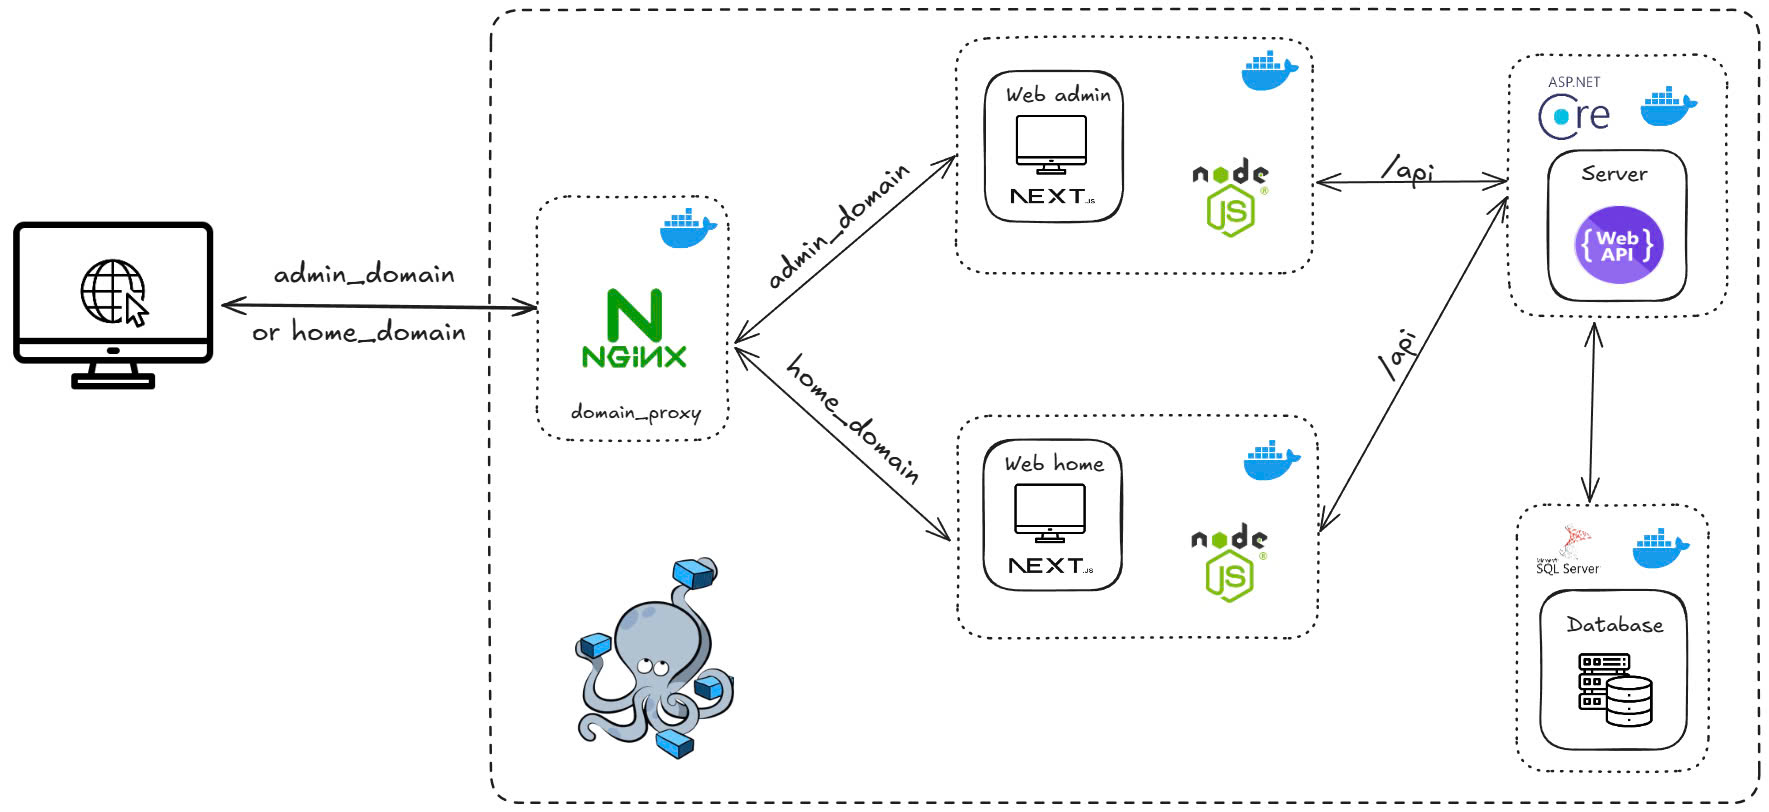 admin_domain
or home_domain
NGiNX
domain_proxy
admin_domain
home_domain
Web admin
NEXT.JS
node
JS
®
Web home
NEXT.JS
node
JS
®
/api
/api
ASP.NET
Core
Server
{ Web API }
Microsoft
SQL Server
Database